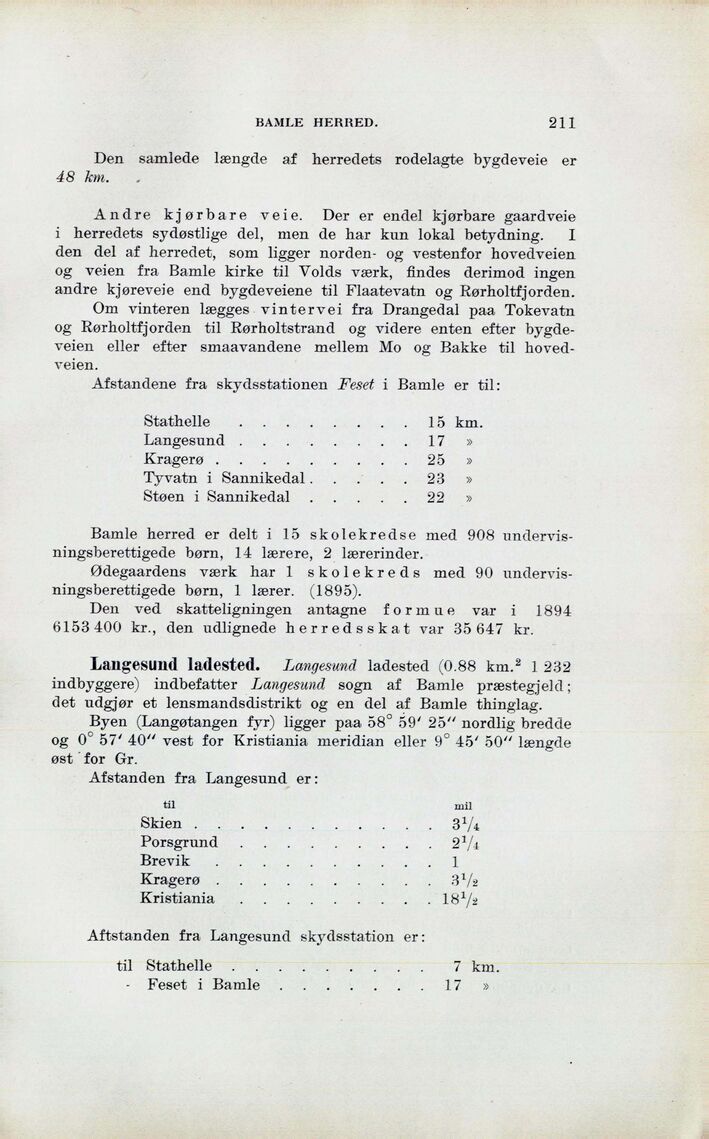 BAMLE HERRED. 211
Den samlede længde af herredets rodelagte bygdeveie er
48 km.
Andre kjørbare veie. Der er endel kjørbare gaardveie
i herredets sydøstlige del, men de har kun lokal betydning. I
den del af herredet, som ligger norden- og vestenfor hovedveien
og veien fra Bamle kirke til Volds værk, findes derimod ingen
andre kjøreveie end bygdeveiene til Flaatevatn og Rørholtfjorden.
Om vinteren lægges vintervei fra Drangedal paa Tokevatn
og Rørholtfjorden til Rørholtstrand og videre enten efter bygde-
veien eller efter smaavandene mellem Mo og Bakke til hoved-
veien.
Afstandene fra skydsstationen Feset i Bamle er til:
Stathelle . . . . . . . . 15 km.
Langesund . . . . . . . . 17 »
Kragerø . . . . . . . . . 25 »
Tyvatn i Sannikedal . . . . . 23 »
Støen i Sannikedal . . . . . 22 »
Bamle herred er delt i 15 skolekredse med 908 undervis-
ningsberettigede børn, 14 lærere, 2 lærerinder.
Ødegaardens værk har 1 skolekreds med 90 undervis-
ningsberettigede børn, 1 lærer. (1895).
Den ved skatteligningen antagne formue var i 1894
6153 400 kr., den udlignede herredsskat var 35 647 kr.
Langesund ladested. Langesund ladested (0.88 km.² 1 232
indbyggere) indbefatter Langesund sogn af Bamle præstegjeld;
det udgjør et lensmandsdistrikt og en del af Bamle thinglag.
Byen (Langøtangen fyr) ligger paa 58° 59′ 25″ nordlig bredde
og 0° 57′ 40″ vest for Kristiania meridian eller 9° 45′ 50″ længde
øst for Gr.
Afstanden fra Langesund er:
til mil
Skien . . . . . . . . . . . 3 1/4
Porsgrund . . . . . . . . . 2 1/4
Brevik . . . . . . . . . . 1
Kragerø . . . . . . . . . . 3 1/2
Kristiania . . . . . . . . . 18 1/2
Aftstanden fra Langesund skydsstation er:
til Stathelle . . . . . . . . . 7 km.
- Feset i Bamle . . . . . . . 17 »